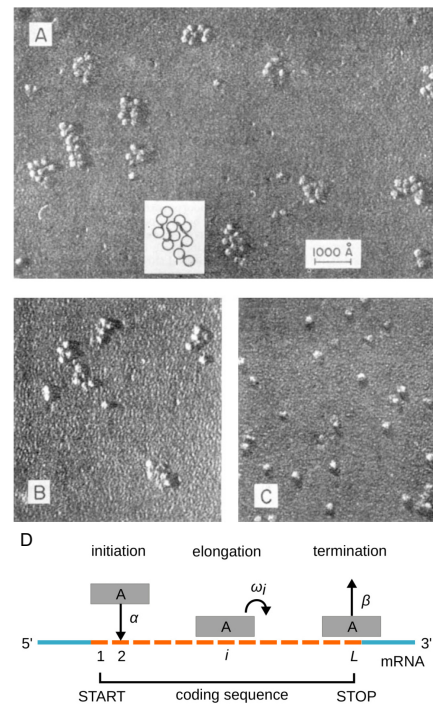 A
1000 Å
B
C
D
initiation elongation termination
A α A ωi A β
5' 3'
1 2 i L mRNA
START coding sequence STOP